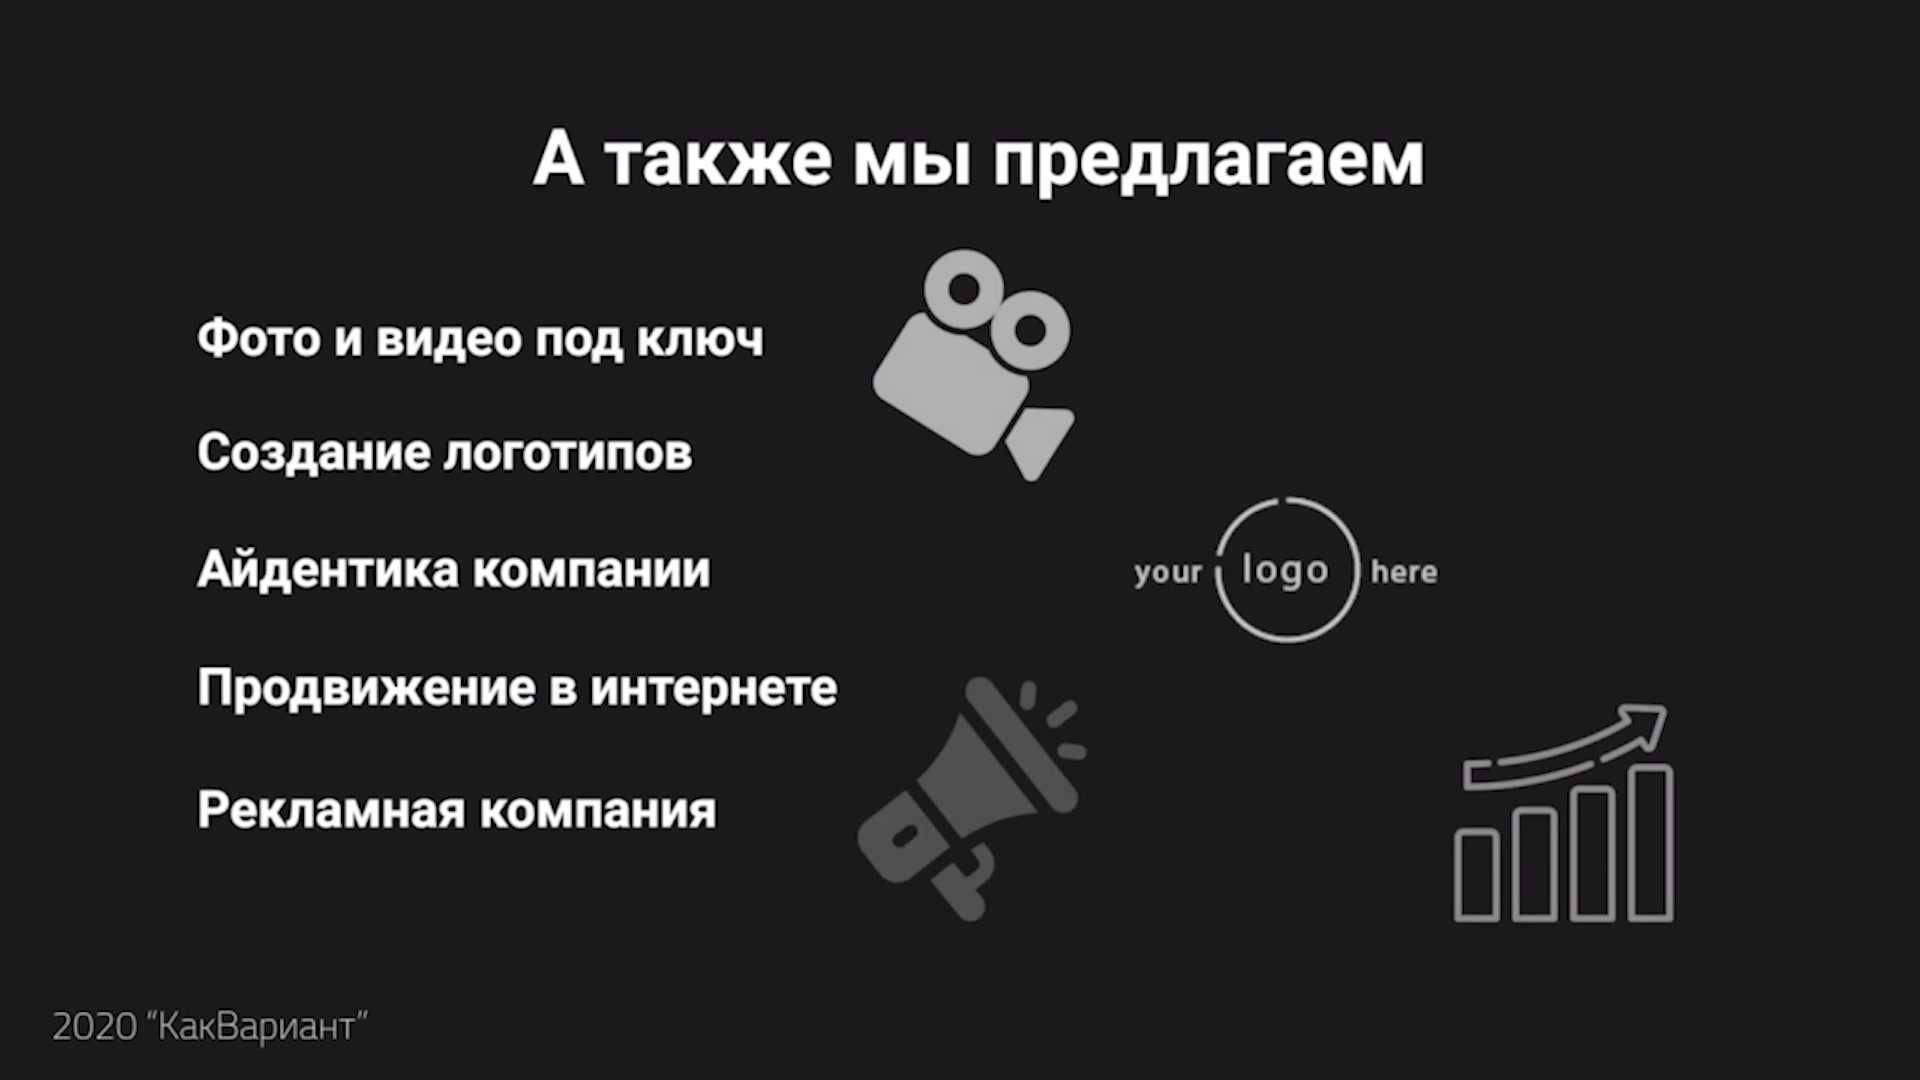 А также мы предлагаем
Фото и видео под ключ
Создание логотипов
Айдентика компании
your logo here
Продвижение в интернете
Рекламная компания
2020 “КакВариант”